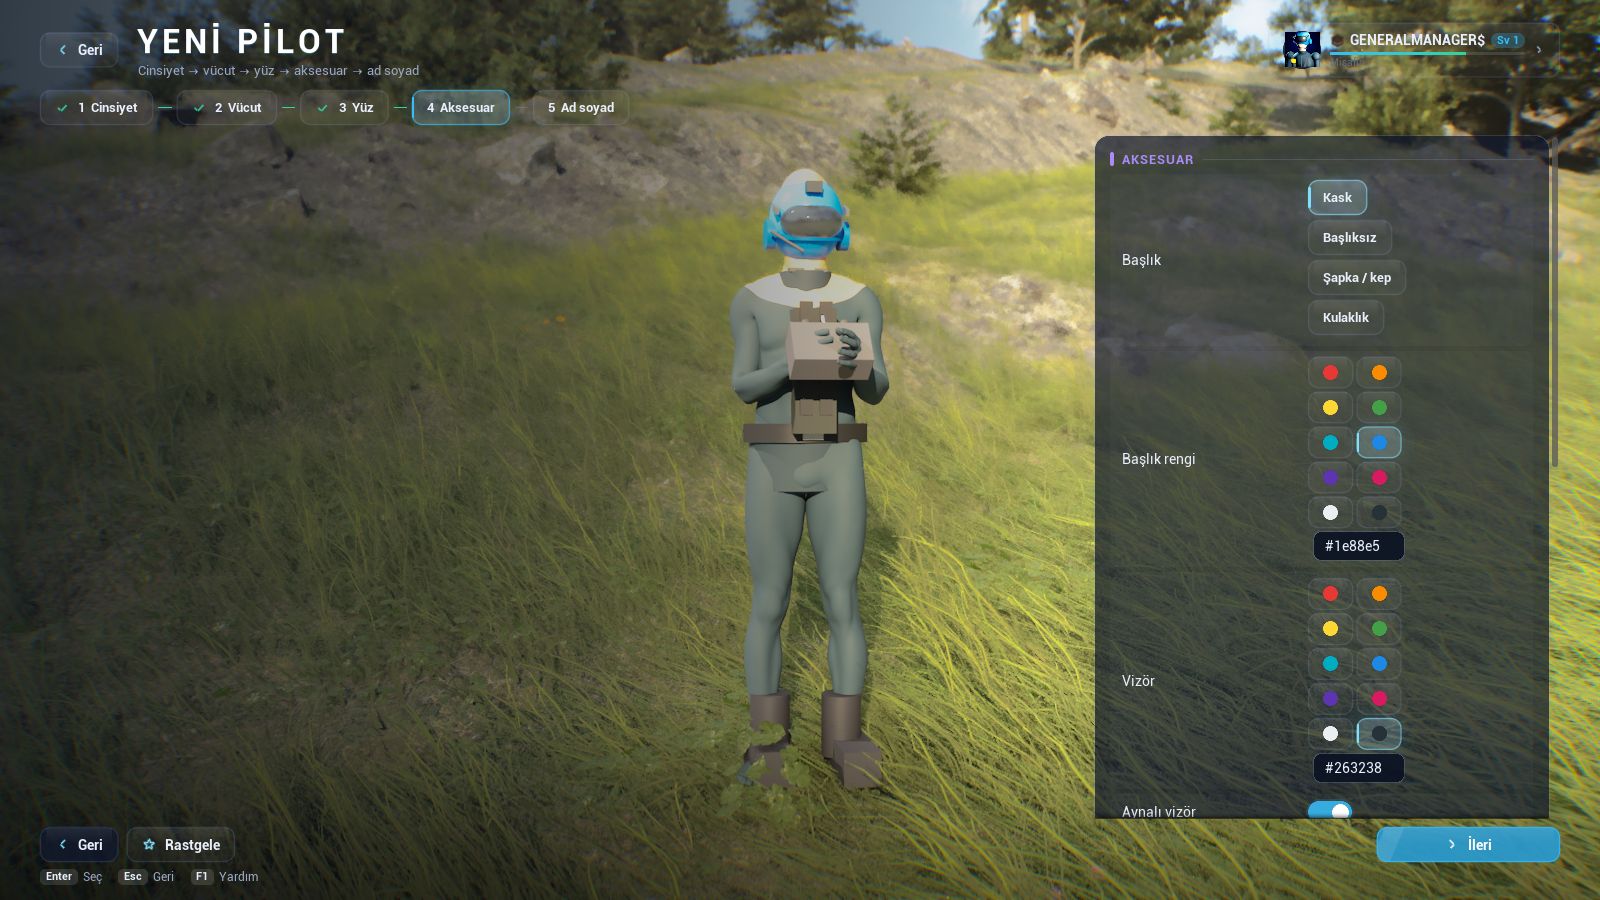 Geri
YENİ PİLOT
Cinsiyet → vücut → yüz → aksesuar → ad soyad
GENERALMANAGER$ Sv 1
1 Cinsiyet
2 Vücut
3 Yüz
4 Aksesuar
5 Ad soyad
AKSESUAR
Başlık
Kask
Başlıksız
Şapka / kep
Kulaklık
Başlık rengi
#1e88e5
Vizör
#263238
Aynalı vizör
Geri
Rastgele
İleri
Enter Seç Esc Geri F1 Yardım